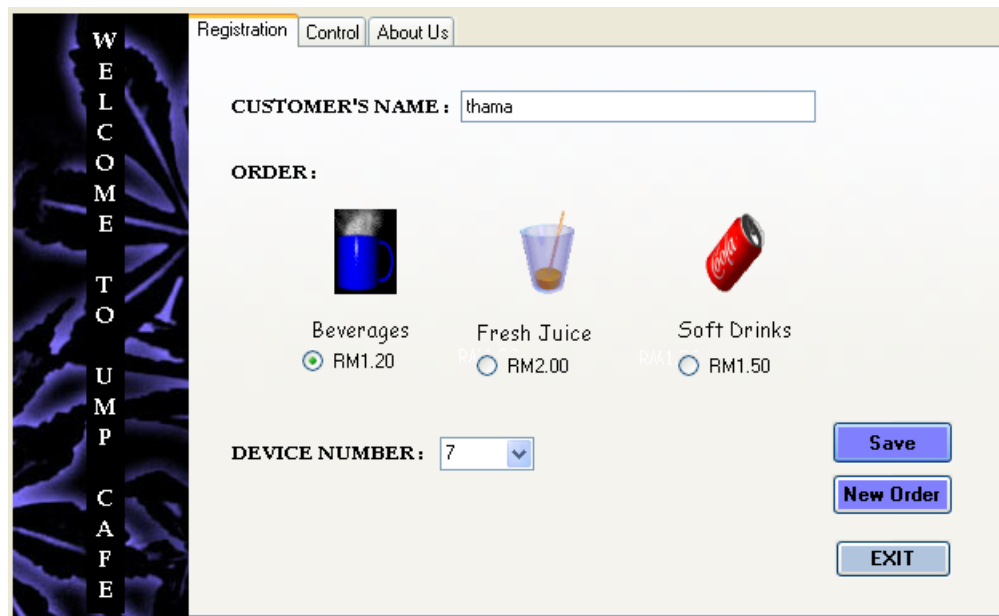 WELCOME TO UMP CAFE
Registration Control About Us
CUSTOMER'S NAME : thama
ORDER :
Coola
Beverages Fresh Juice Soft Drinks
RM1.20 RM2.00 RM1.50
DEVICE NUMBER : 7
Save
New Order
EXIT